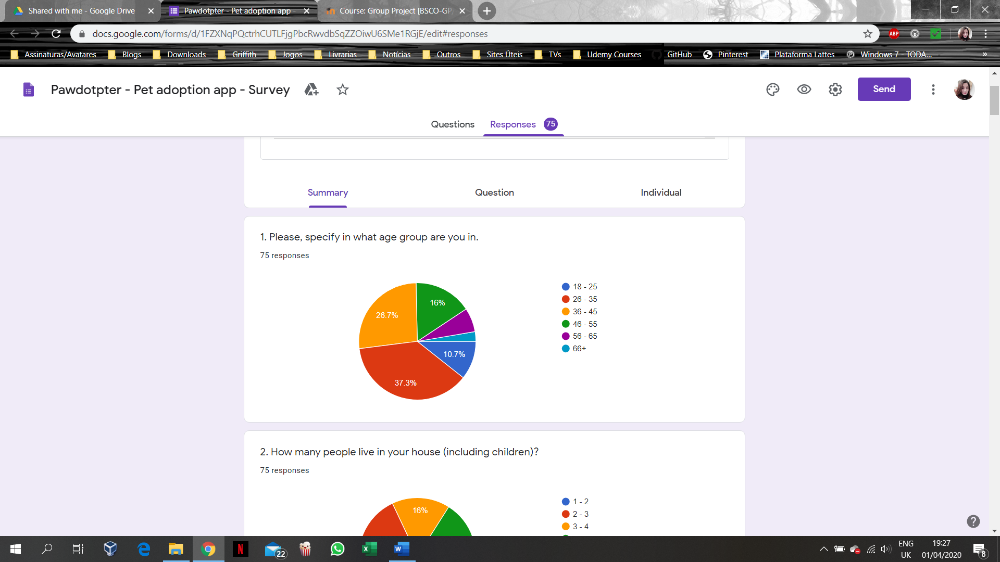 Shared with me - Google Drive
Pawdotpter - Pet adoption app -
Course: Group Project [BSCO-GP
docs.google.com/forms/d/1FZXNqPQctrhCUTLFjgPbcRwvdbSqZZOiwU6SMe1RGjE/edit#responses
ABP
Assinaturas/Avatares Blogs Downloads Griffith Jogos Livrarias Notícias Outros Sites Úteis TVs Udemy Courses GitHub Pinterest Plataforma Lattes Windows 7 - TODA... »
Pawdotpter - Pet adoption app - Survey
Send
Questions Responses 75
Summary Question Individual
1. Please, specify in what age group are you in.
75 responses
16%
26.7%
10.7%
37.3%
18 - 25
26 - 35
36 - 45
46 - 55
56 - 65
66+
2. How many people live in your house (including children)?
75 responses
16%
1 - 2
2 - 3
3 - 4
22
ENG
UK
19:27
01/04/2020
8